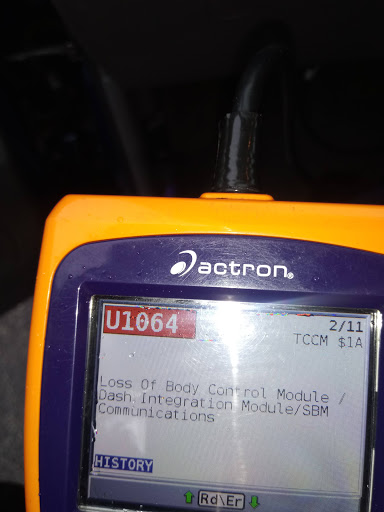 actron®
U1064
2/11
TCCM $1A
Loss Of Body Control Module /
Dash Integration Module/SBM
Communications
HISTORY
Rd\Er